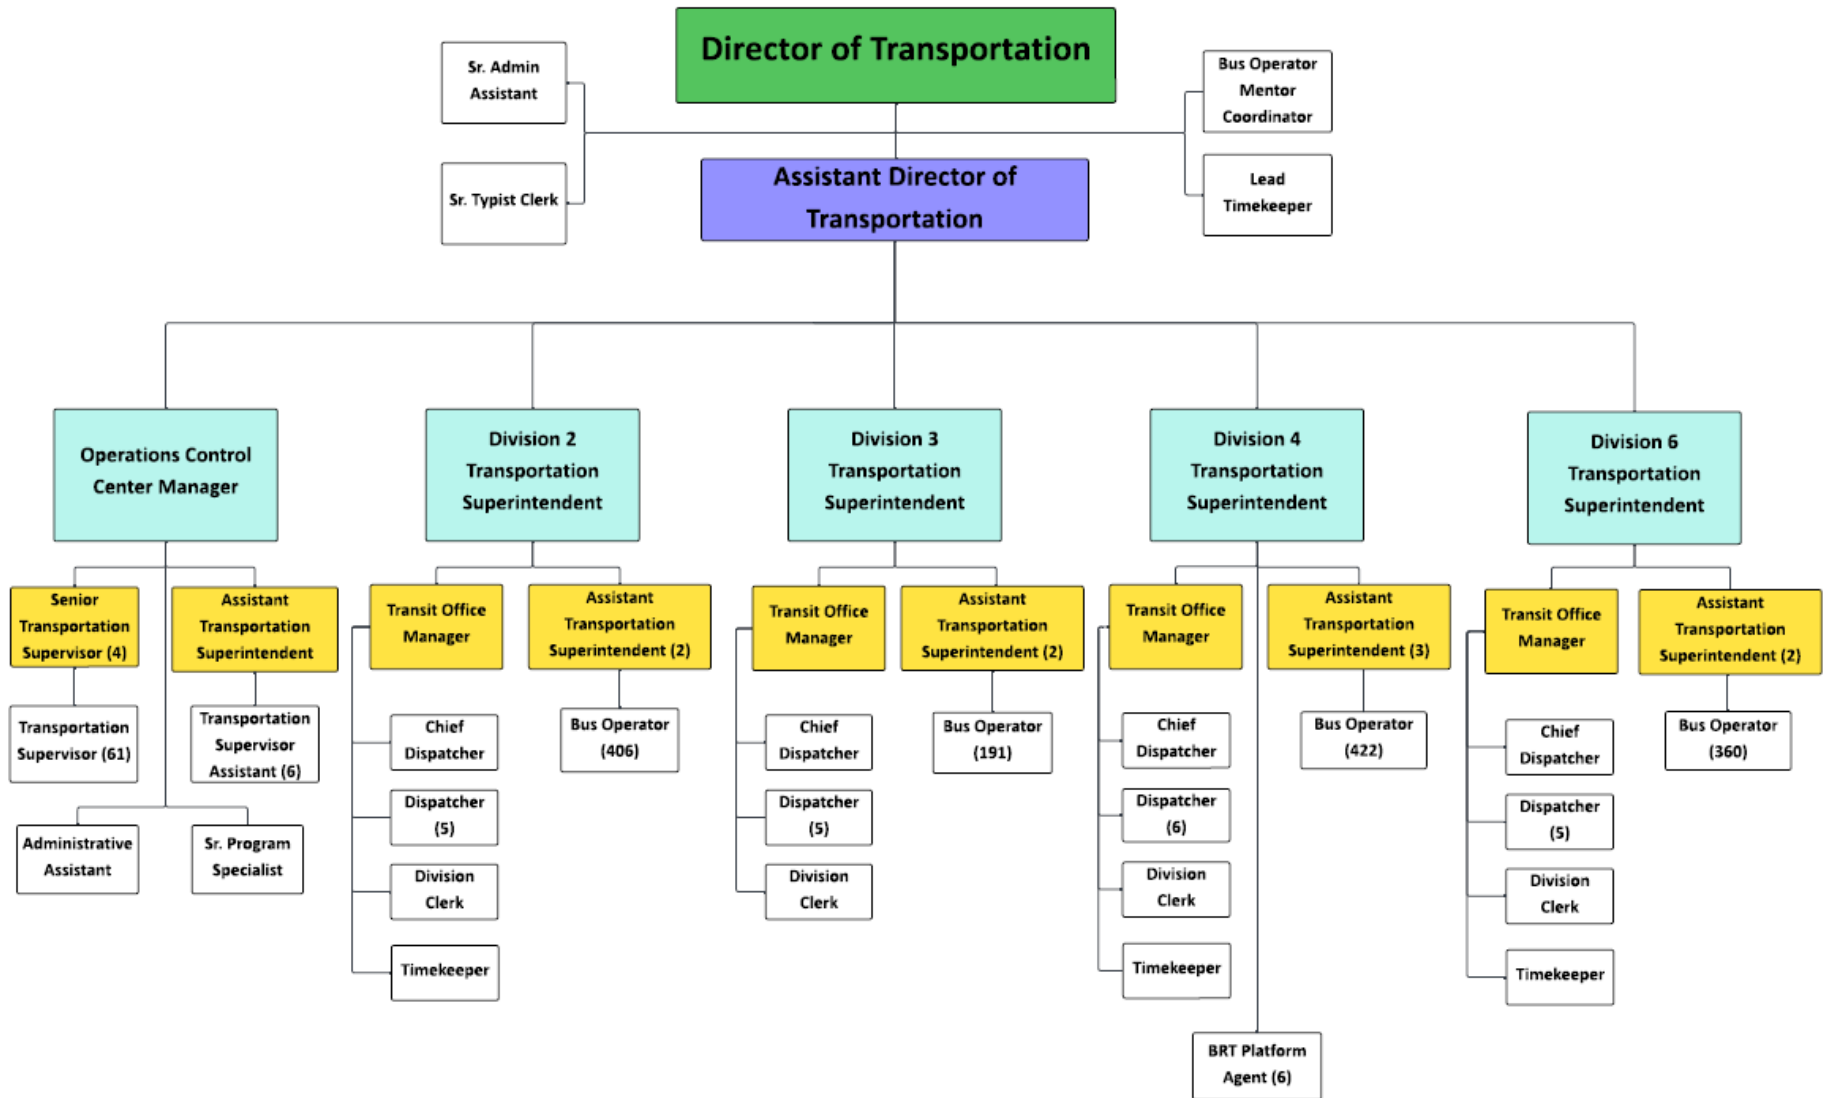 Director of Transportation
Sr. Admin
Assistant
Bus Operator
Mentor
Coordinator
Sr. Typist Clerk
Assistant Director of
Transportation
Lead
Timekeeper
Operations Control
Center Manager
Division 2
Transportation
Superintendent
Division 3
Transportation
Superintendent
Division 4
Transportation
Superintendent
Division 6
Transportation
Superintendent
Senior
Transportation
Supervisor (4)
Assistant
Transportation
Superintendent
Transit Office
Manager
Assistant
Transportation
Superintendent (2)
Transit Office
Manager
Assistant
Transportation
Superintendent (2)
Transit Office
Manager
Assistant
Transportation
Superintendent (3)
Transit Office
Manager
Assistant
Transportation
Superintendent (2)
Transportation
Supervisor (61)
Transportation
Supervisor
Assistant (6)
Chief
Dispatcher
Bus Operator
(406)
Chief
Dispatcher
Bus Operator
(191)
Chief
Dispatcher
Bus Operator
(422)
Chief
Dispatcher
Bus Operator
(360)
Administrative
Assistant
Sr. Program
Specialist
Dispatcher
(5)
Dispatcher
(5)
Dispatcher
(6)
Dispatcher
(5)
Division
Clerk
Division
Clerk
Division
Clerk
Division
Clerk
Timekeeper
Timekeeper
Timekeeper
BRT Platform
Agent (6)